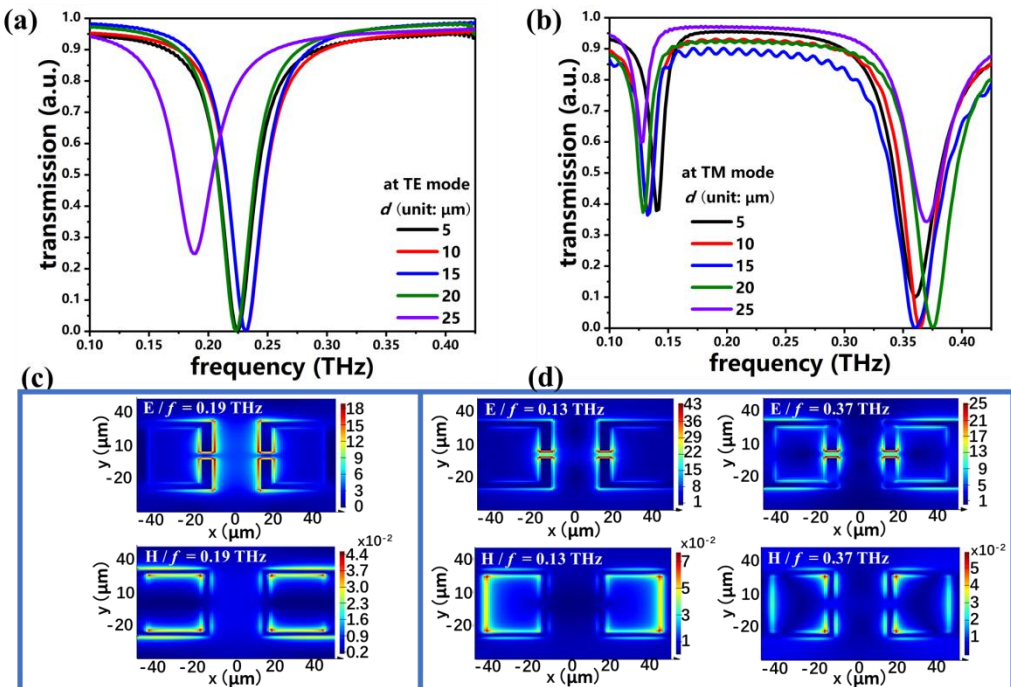 (a)
1.0
0.9
0.8
0.7
0.6
0.5
0.4
0.3
0.2
0.1
0.0
transmission (a.u.)
at TE mode
d (unit: μm)
5
10
15
20
25
0.10 0.15 0.20 0.25 0.30 0.35 0.40
frequency (THz)
(b)
1.0
0.9
0.8
0.7
0.6
0.5
0.4
0.3
0.2
0.1
0.0
transmission (a.u.)
at TM mode
d (unit: μm)
5
10
15
20
25
0.10 0.15 0.20 0.25 0.30 0.35 0.40
frequency (THz)
(c)
E / f = 0.19 THz
40
10
-20
y (μm)
-40 -20 0 20 40
x (μm)
18
15
12
9
6
3
0
H / f = 0.19 THz
40
10
-20
y (μm)
-40 -20 0 20 40
x (μm)
x10-2
4.4
3.7
3.0
2.3
1.6
0.9
0.2
(d)
E / f = 0.13 THz
40
10
-20
y (μm)
-40 -20 0 20 40
x (μm)
43
36
29
22
15
8
1
E / f = 0.37 THz
40
10
-20
y (μm)
-40 -20 0 20 40
x (μm)
25
21
17
13
9
5
1
H / f = 0.13 THz
40
10
-20
y (μm)
-40 -20 0 20 40
x (μm)
x10-2
7
6
5
4
3
2
1
H / f = 0.37 THz
40
10
-20
y (μm)
-40 -20 0 20 40
x (μm)
x10-2
5
4
3
2
1